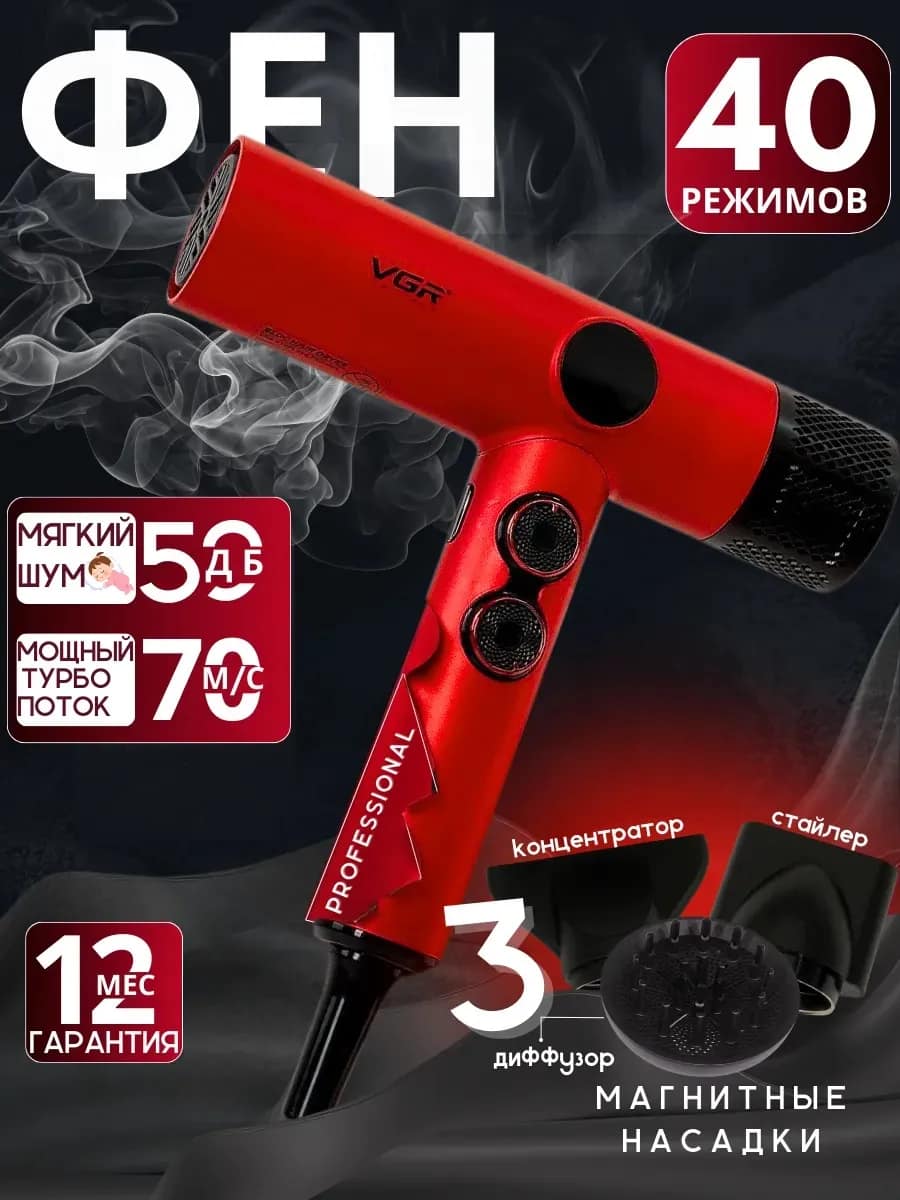 ФЕН
40
РЕЖИМОВ
VGR
МЯГКИЙ
ШУМ
50
ДБ
МОЩНЫЙ
ТУРБО
ПОТОК
70
М/С
PROFESSIONAL
концентратор
стайлер
3
диффузор
МАГНИТНЫЕ
НАСАДКИ
12
МЕС
ГАРАНТИЯ